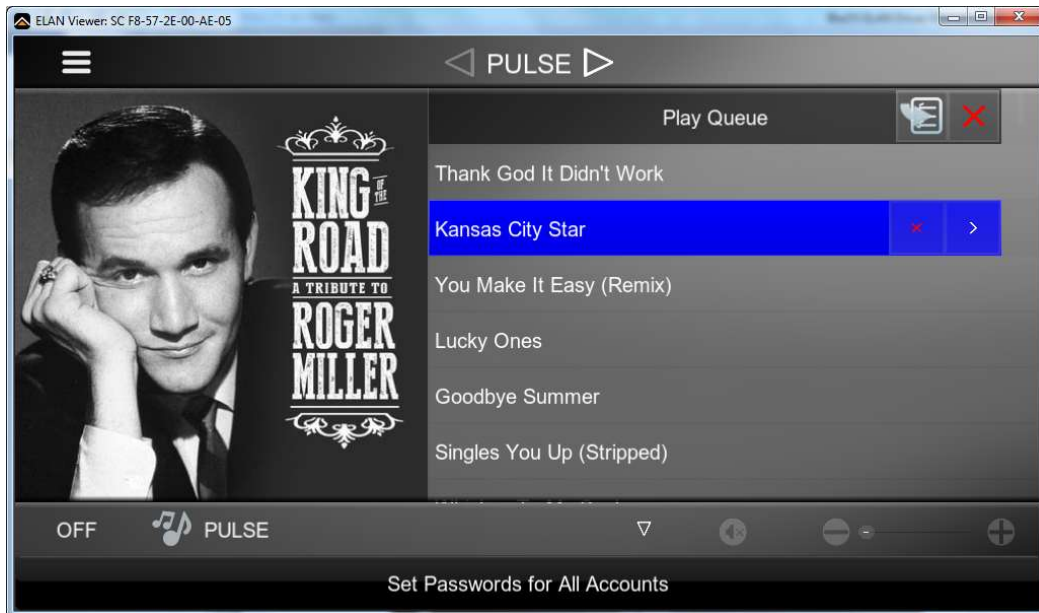 ELAN Viewer: SC F8-57-2E-00-AE-05
PULSE
KING OF THE
ROAD
A TRIBUTE TO
ROGER
MILLER
Play Queue
Thank God It Didn't Work
Kansas City Star
You Make It Easy (Remix)
Lucky Ones
Goodbye Summer
Singles You Up (Stripped)
OFF
PULSE
Set Passwords for All Accounts